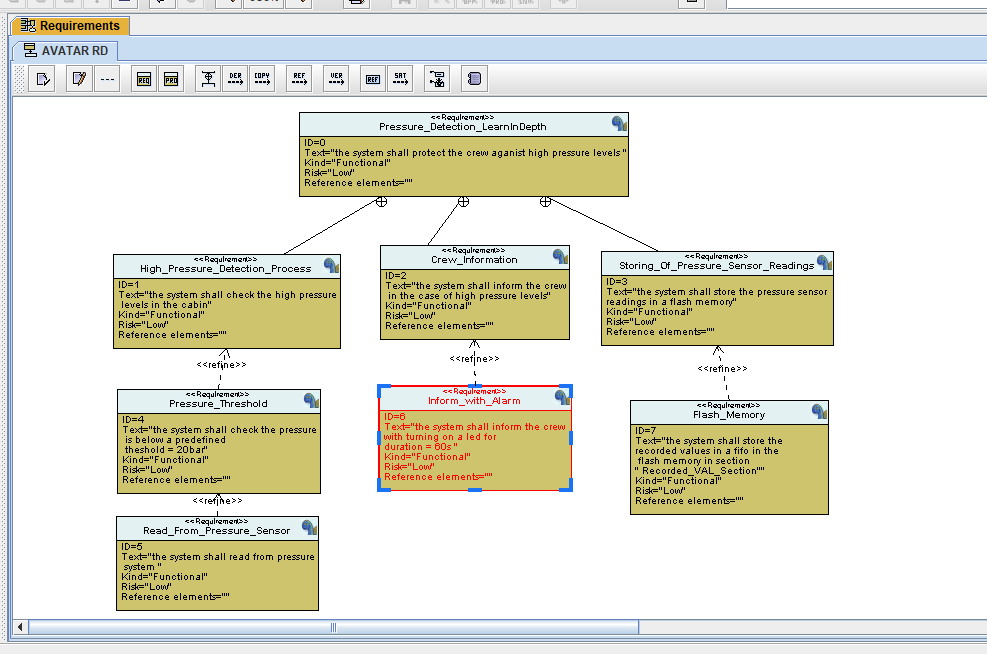 Requirements
AVATAR RD
REQ
PRO
DER
COPY
REF
VER
REF
SAT
<<Requirement>>
Pressure_Detection_LearnInDepth
ID=0
Text="the system shall protect the crew aganist high pressure levels "
Kind="Functional"
Risk="Low"
Reference elements=""
<<Requirement>>
High_Pressure_Detection_Process
ID=1
Text="the system shall check the high pressure
levels in the cabin"
Kind="Functional"
Risk="Low"
Reference elements=""
<<Requirement>>
Crew_Information
ID=2
Text="the system shall inform the crew
in the case of high pressure levels"
Kind="Functional"
Risk="Low"
Reference elements=""
<<Requirement>>
Storing_Of_Pressure_Sensor_Readings
ID=3
Text="the system shall store the pressure sensor
readings in a flash memory"
Kind="Functional"
Risk="Low"
Reference elements=""
<<refine>>
<<refine>>
<<refine>>
<<Requirement>>
Pressure_Threshold
ID=4
Text="the system shall check the pressure
is below a predefined
theshold = 20bar"
Kind="Functional"
Risk="Low"
Reference elements=""
<<Requirement>>
Inform_with_Alarm
ID=6
Text="the system shall inform the crew
with turning on a led for
duration = 60s "
Kind="Functional"
Risk="Low"
Reference elements=""
<<Requirement>>
Flash_Memory
ID=7
Text="the system shall store the
recorded values in a fifo in the
flash memory in section
" Recorded_VAL_Section""
Kind="Functional"
Risk="Low"
Reference elements=""
<<refine>>
<<Requirement>>
Read_From_Pressure_Sensor
ID=5
Text="the system shall read from pressure
system "
Kind="Functional"
Risk="Low"
Reference elements=""